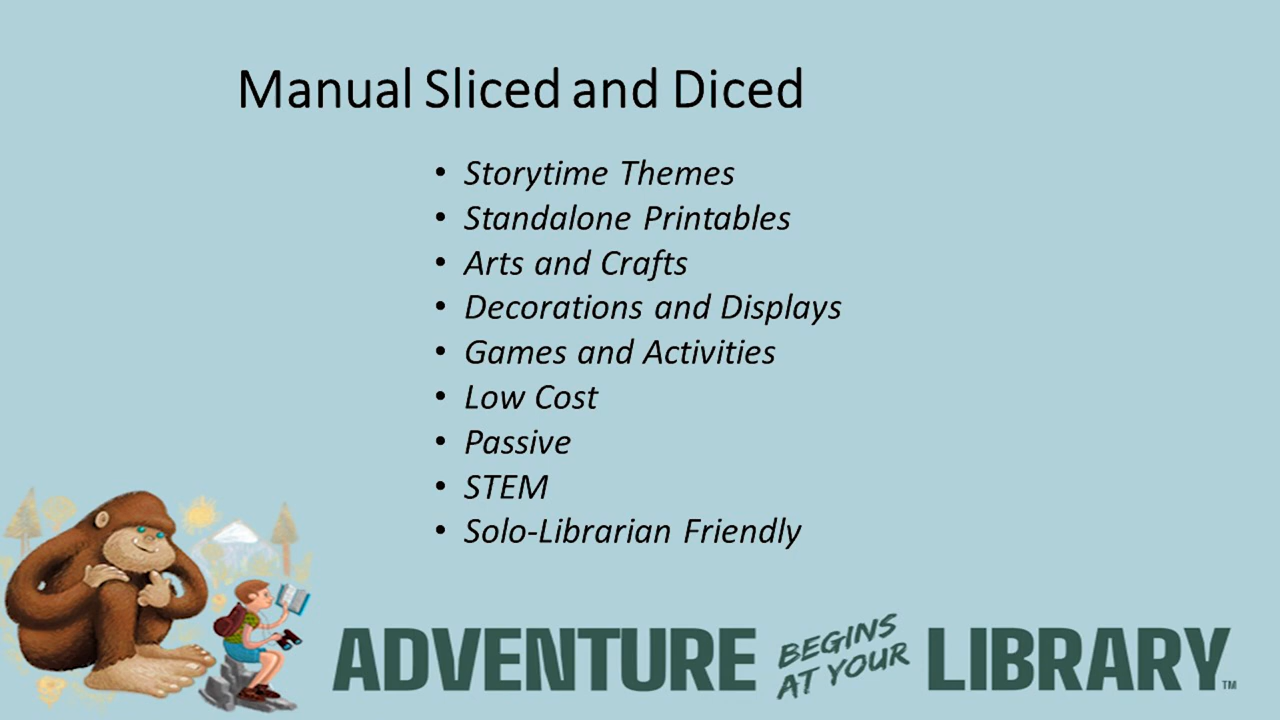 Manual Sliced and Diced
• Storytime Themes
• Standalone Printables
• Arts and Crafts
• Decorations and Displays
• Games and Activities
• Low Cost
• Passive
• STEM
• Solo-Librarian Friendly
ADVENTURE BEGINS AT YOUR LIBRARY™